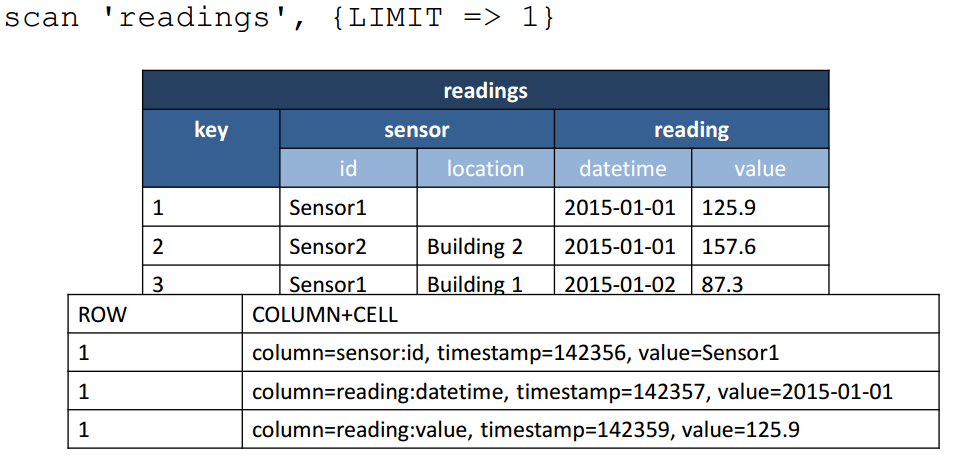 scan 'readings', {LIMIT => 1}
readings
key sensor reading
id location datetime value
1 Sensor1 2015-01-01 125.9
2 Sensor2 Building 2 2015-01-01 157.6
3 Sensor1 Building 1 2015-01-02 87.3
ROW COLUMN+CELL
1 column=sensor:id, timestamp=142356, value=Sensor1
1 column=reading:datetime, timestamp=142357, value=2015-01-01
1 column=reading:value, timestamp=142359, value=125.9